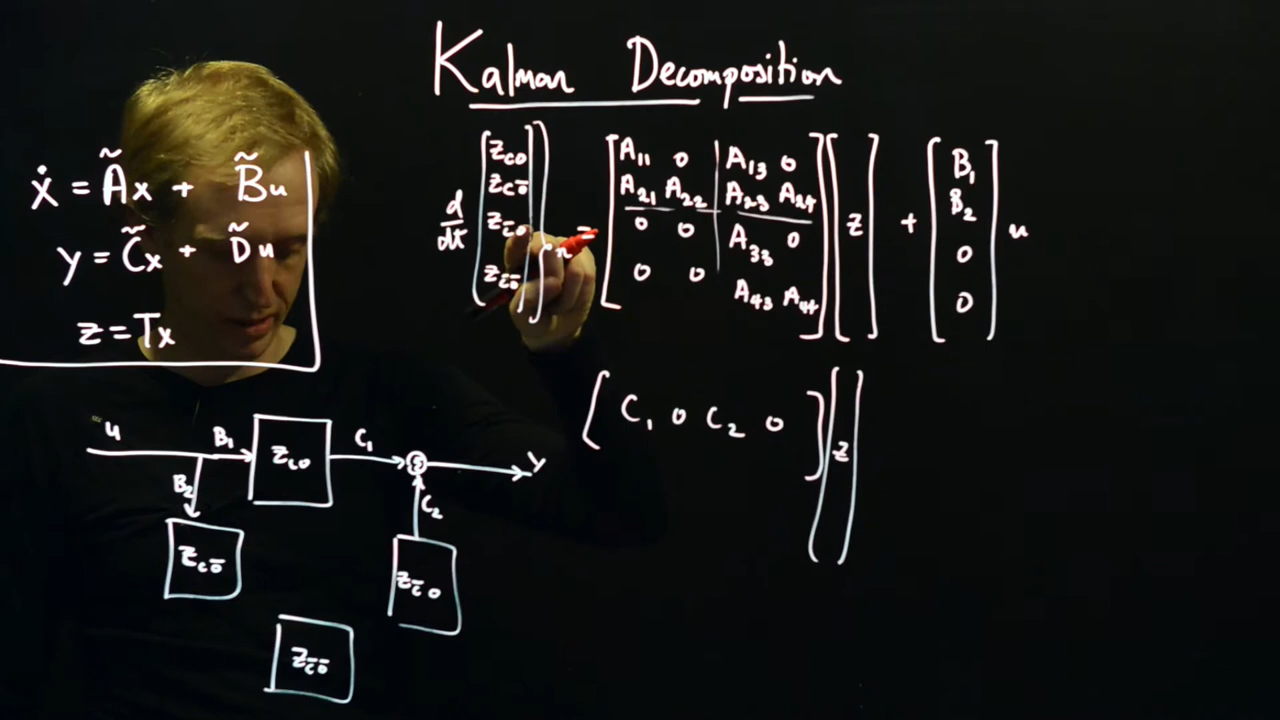 Kalman Decomposition
ẋ = Ãx + B̃u
y = C̃x + D̃u
z = Tx
d/dt [z_co z_cō z_c̄o z_c̄ō] } n = [A₁₁ 0 A₁₃ 0
A₂₁ A₂₂ A₂₃ A₂₄
0 0 A₃₃ 0
0 0 A₄₃ A₄₄] [z] + [B₁ B₂ 0 0] u
[C₁ 0 C₂ 0] [z]
u B₁ z_co C₁ y
B₂ C₂
z_cō z_c̄o
z_c̄ō